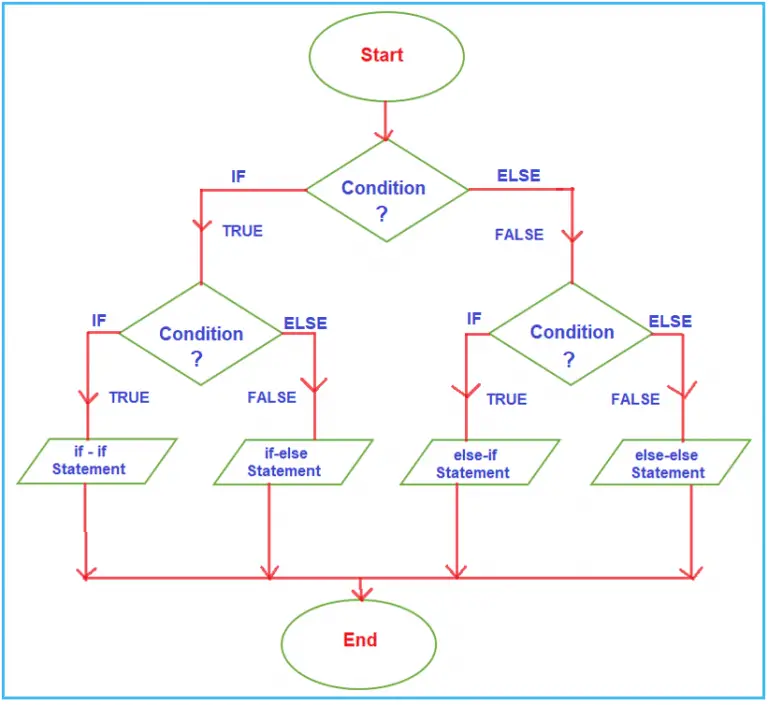 Start
IF
ELSE
Condition
?
TRUE
FALSE
IF
Condition
?
ELSE
IF
Condition
?
ELSE
TRUE
FALSE
TRUE
FALSE
if - if
Statement
if-else
Statement
else-if
Statement
else-else
Statement
End